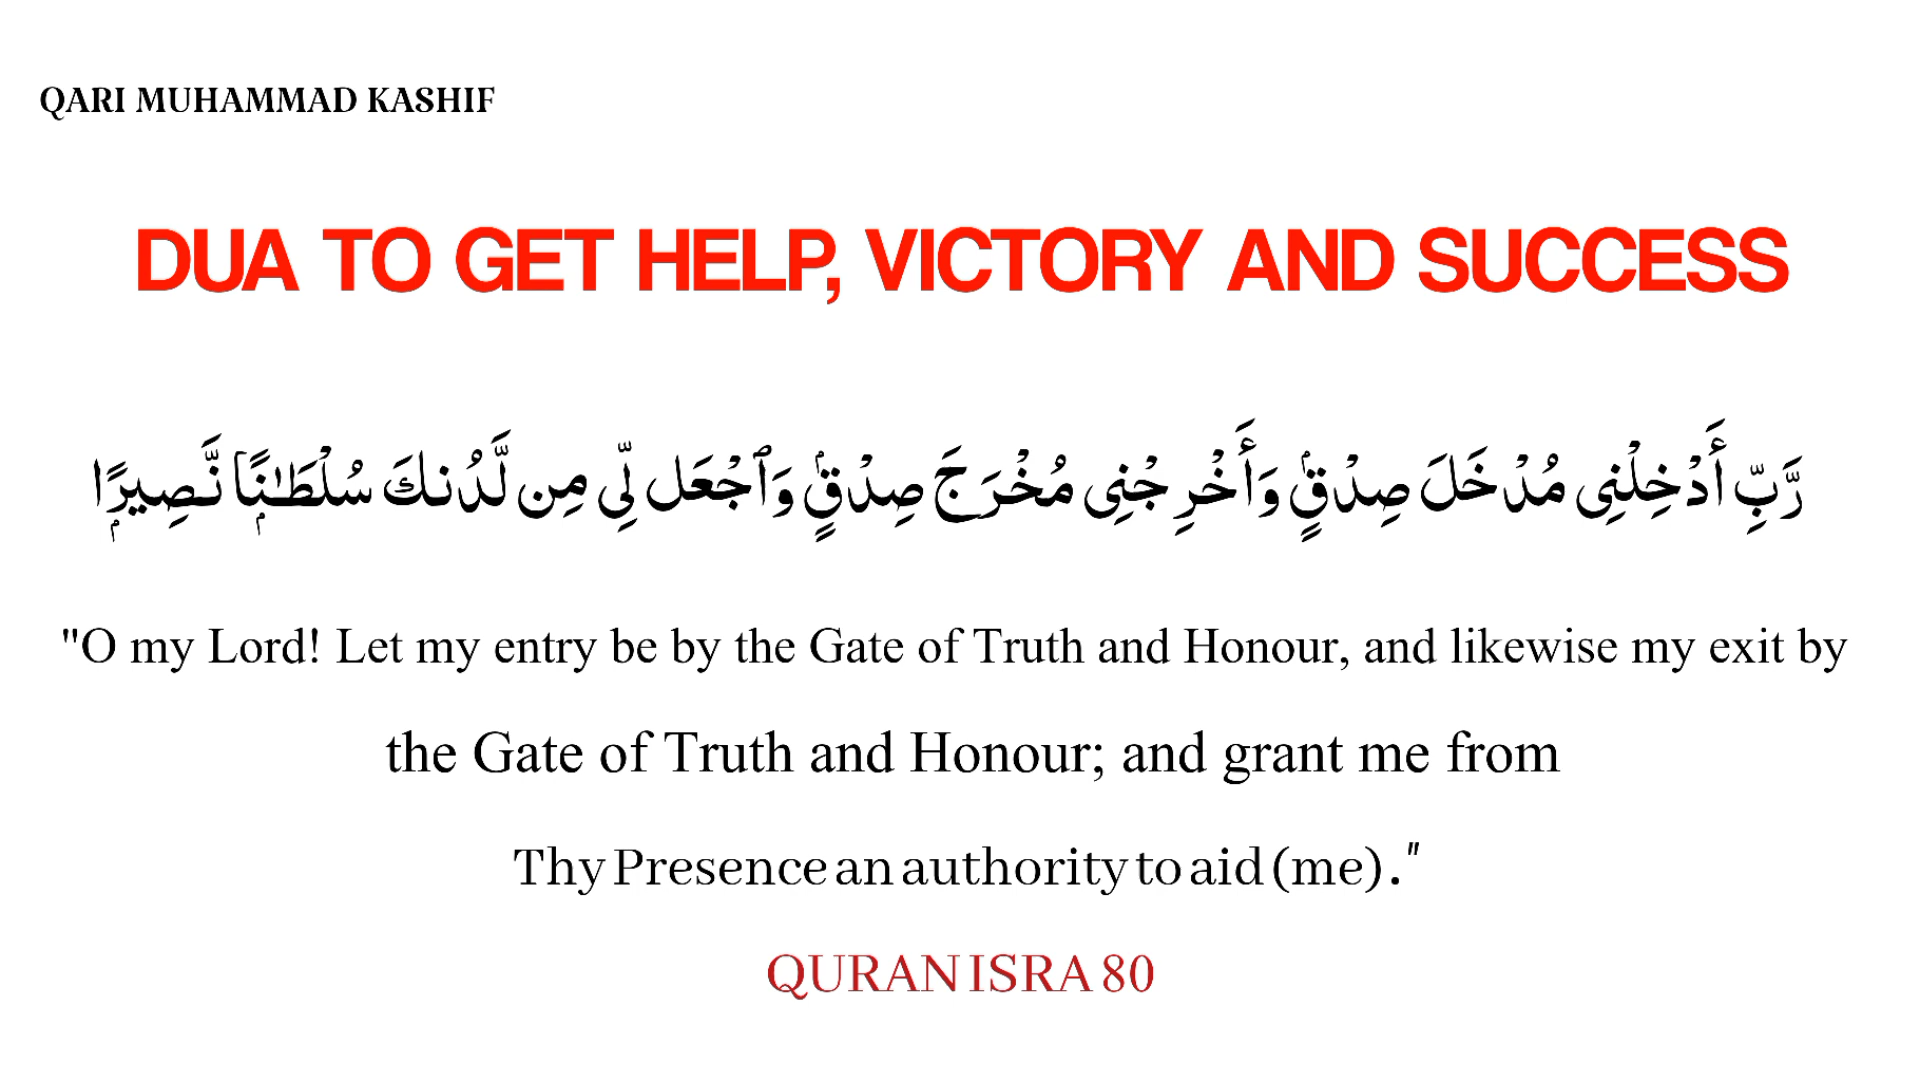 QARI MUHAMMAD KASHIF
DUA TO GET HELP, VICTORY AND SUCCESS
رَّبِّ أَدْخِلْنِى مُدْخَلَ صِدْقٍۢ وَأَخْرِجْنِى مُخْرَجَ صِدْقٍۢ وَٱجْعَل لِّى مِن لَّدُنكَ سُلْطَـٰنًۭا نَّصِيرًۭا
"O my Lord! Let my entry be by the Gate of Truth and Honour, and likewise my exit by
the Gate of Truth and Honour; and grant me from
Thy Presence an authority to aid (me)."
QURAN ISRA 80